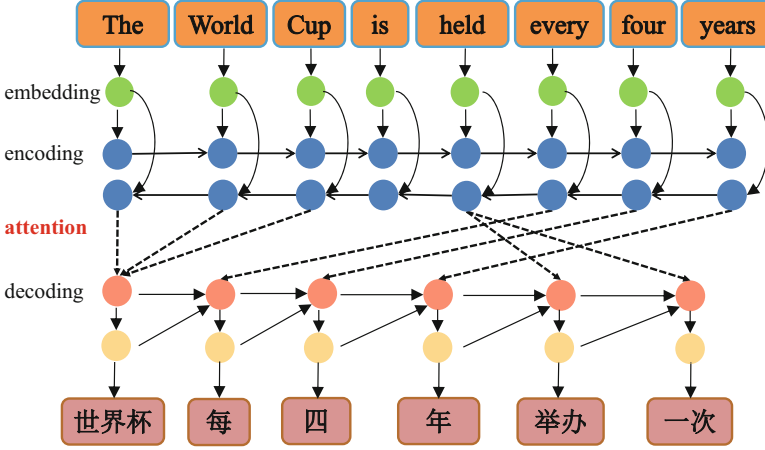 The World Cup is held every four years
embedding
encoding
attention
decoding
世界杯 每 四 年 举办 一次